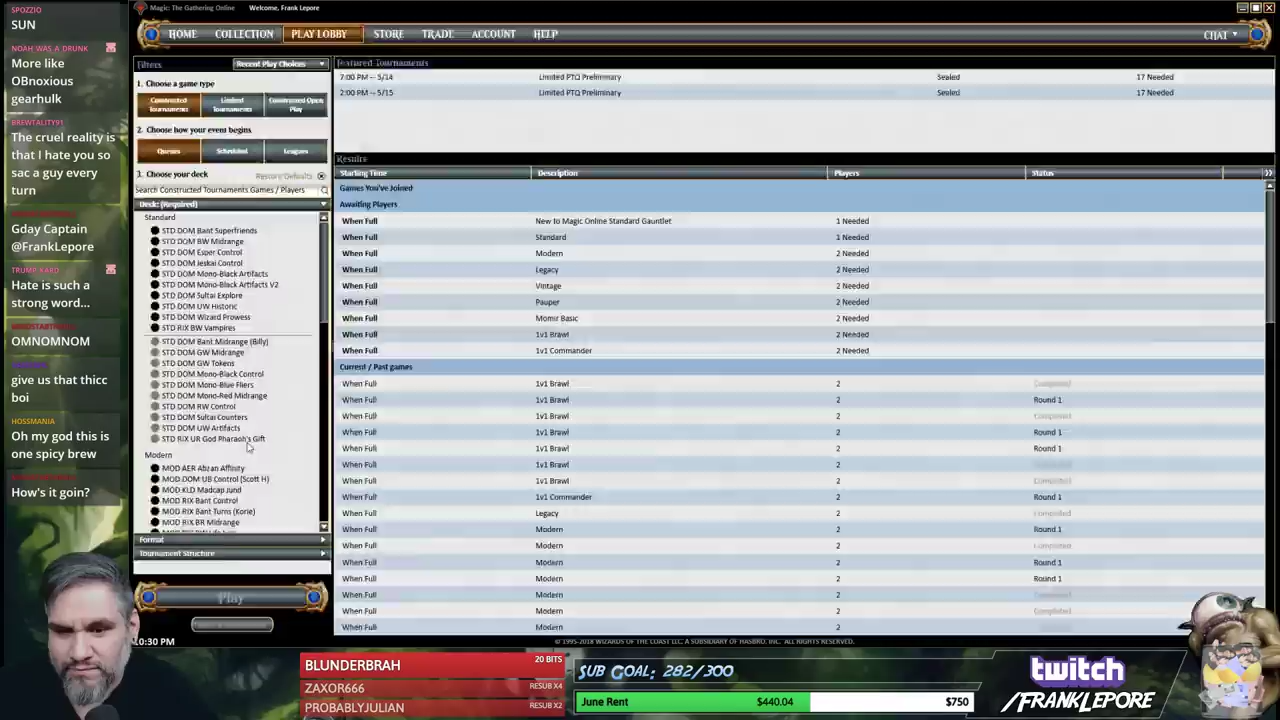 SPOZZIO
SUN
NOAH WAS A DRUNK
More like
OBnoxious
gearhulk
BREWTALITY91
The cruel reality is
that I hate you so
sac a guy every
turn
Gday Captain
@FrankLepore
TRUMP KARD
Hate is such a
strong word...
OMNOMNOM
give us that thicc
boi
HOSSMANIA
Oh my god this is
one spicy brew
How's it goin?
Magic: The Gathering Online Welcome, Frank Lepore
HOME COLLECTION PLAY LOBBY STORE TRADE ACCOUNT HELP CHAT
Filters Recent Play Choices
1. Choose a game type
Constructed Tournaments Limited Tournaments Constructed Open Play
2. Choose how your event begins
Queues Scheduled Leagues
3. Choose your deck Restore Defaults
Search Constructed Tournaments Games / Players
Deck: (Required)
Standard
STD DOM Bant Superfriends
STD DOM BW Midrange
STD DOM Esper Control
STD DOM Jeskai Control
STD DOM Mono-Black Artifacts
STD DOM Mono-Black Artifacts V2
STD DOM Sultai Explore
STD DOM UW Historic
STD DOM Wizard Prowess
STD RIX BW Vampires
STD DOM Bant Midrange (Billy)
STD DOM GW Midrange
STD DOM GW Tokens
STD DOM Mono-Black Control
STD DOM Mono-Blue Fliers
STD DOM Mono-Red Midrange
STD DOM RW Control
STD DOM Sultai Counters
STD DOM UW Artifacts
STD RIX UR God Pharaoh's Gift
Modern
MOD AER Abzan Affinity
MOD DOM UB Control (Scott H)
MOD KLD Madcap Jund
MOD RIX Bant Control
MOD RIX Bant Turns (Korie)
MOD RIX BR Midrange
Format
Tournament Structure
Play
10:30 PM
Featured Tournaments
7:00 PM -- 5/14 Limited PTQ Preliminary Sealed 17 Needed
2:00 PM -- 5/15 Limited PTQ Preliminary Sealed 17 Needed
Results
Starting Time Description Players Status
Games You've Joined
Awaiting Players
When Full New to Magic Online Standard Gauntlet 1 Needed
When Full Standard 1 Needed
When Full Modern 2 Needed
When Full Legacy 2 Needed
When Full Vintage 2 Needed
When Full Pauper 2 Needed
When Full Momir Basic 2 Needed
When Full 1v1 Brawl 2 Needed
When Full 1v1 Commander 2 Needed
Current / Past games
When Full 1v1 Brawl 2 Completed
When Full 1v1 Brawl 2 Round 1
When Full 1v1 Brawl 2 Completed
When Full 1v1 Brawl 2 Round 1
When Full 1v1 Brawl 2 Round 1
When Full 1v1 Brawl 2
When Full 1v1 Brawl 2 Completed
When Full 1v1 Commander 2 Round 1
When Full Legacy 2 Completed
When Full Modern 2 Round 1
When Full Modern 2 Completed
When Full Modern 2 Round 1
When Full Modern 2 Round 1
When Full Modern 2
When Full Modern 2 Completed
When Full Modern 2
© 1995-2018 WIZARDS OF THE COAST LLC, A SUBSIDIARY OF HASBRO, INC. ALL RIGHTS RESERVED.
BLUNDERBRAH 20 BITS
ZAXOR666 RESUB X4
PROBABLYJULIAN RESUB X2
SUB GOAL: 282/300
June Rent $440.04 $750
twitch
/FRANKLEPORE